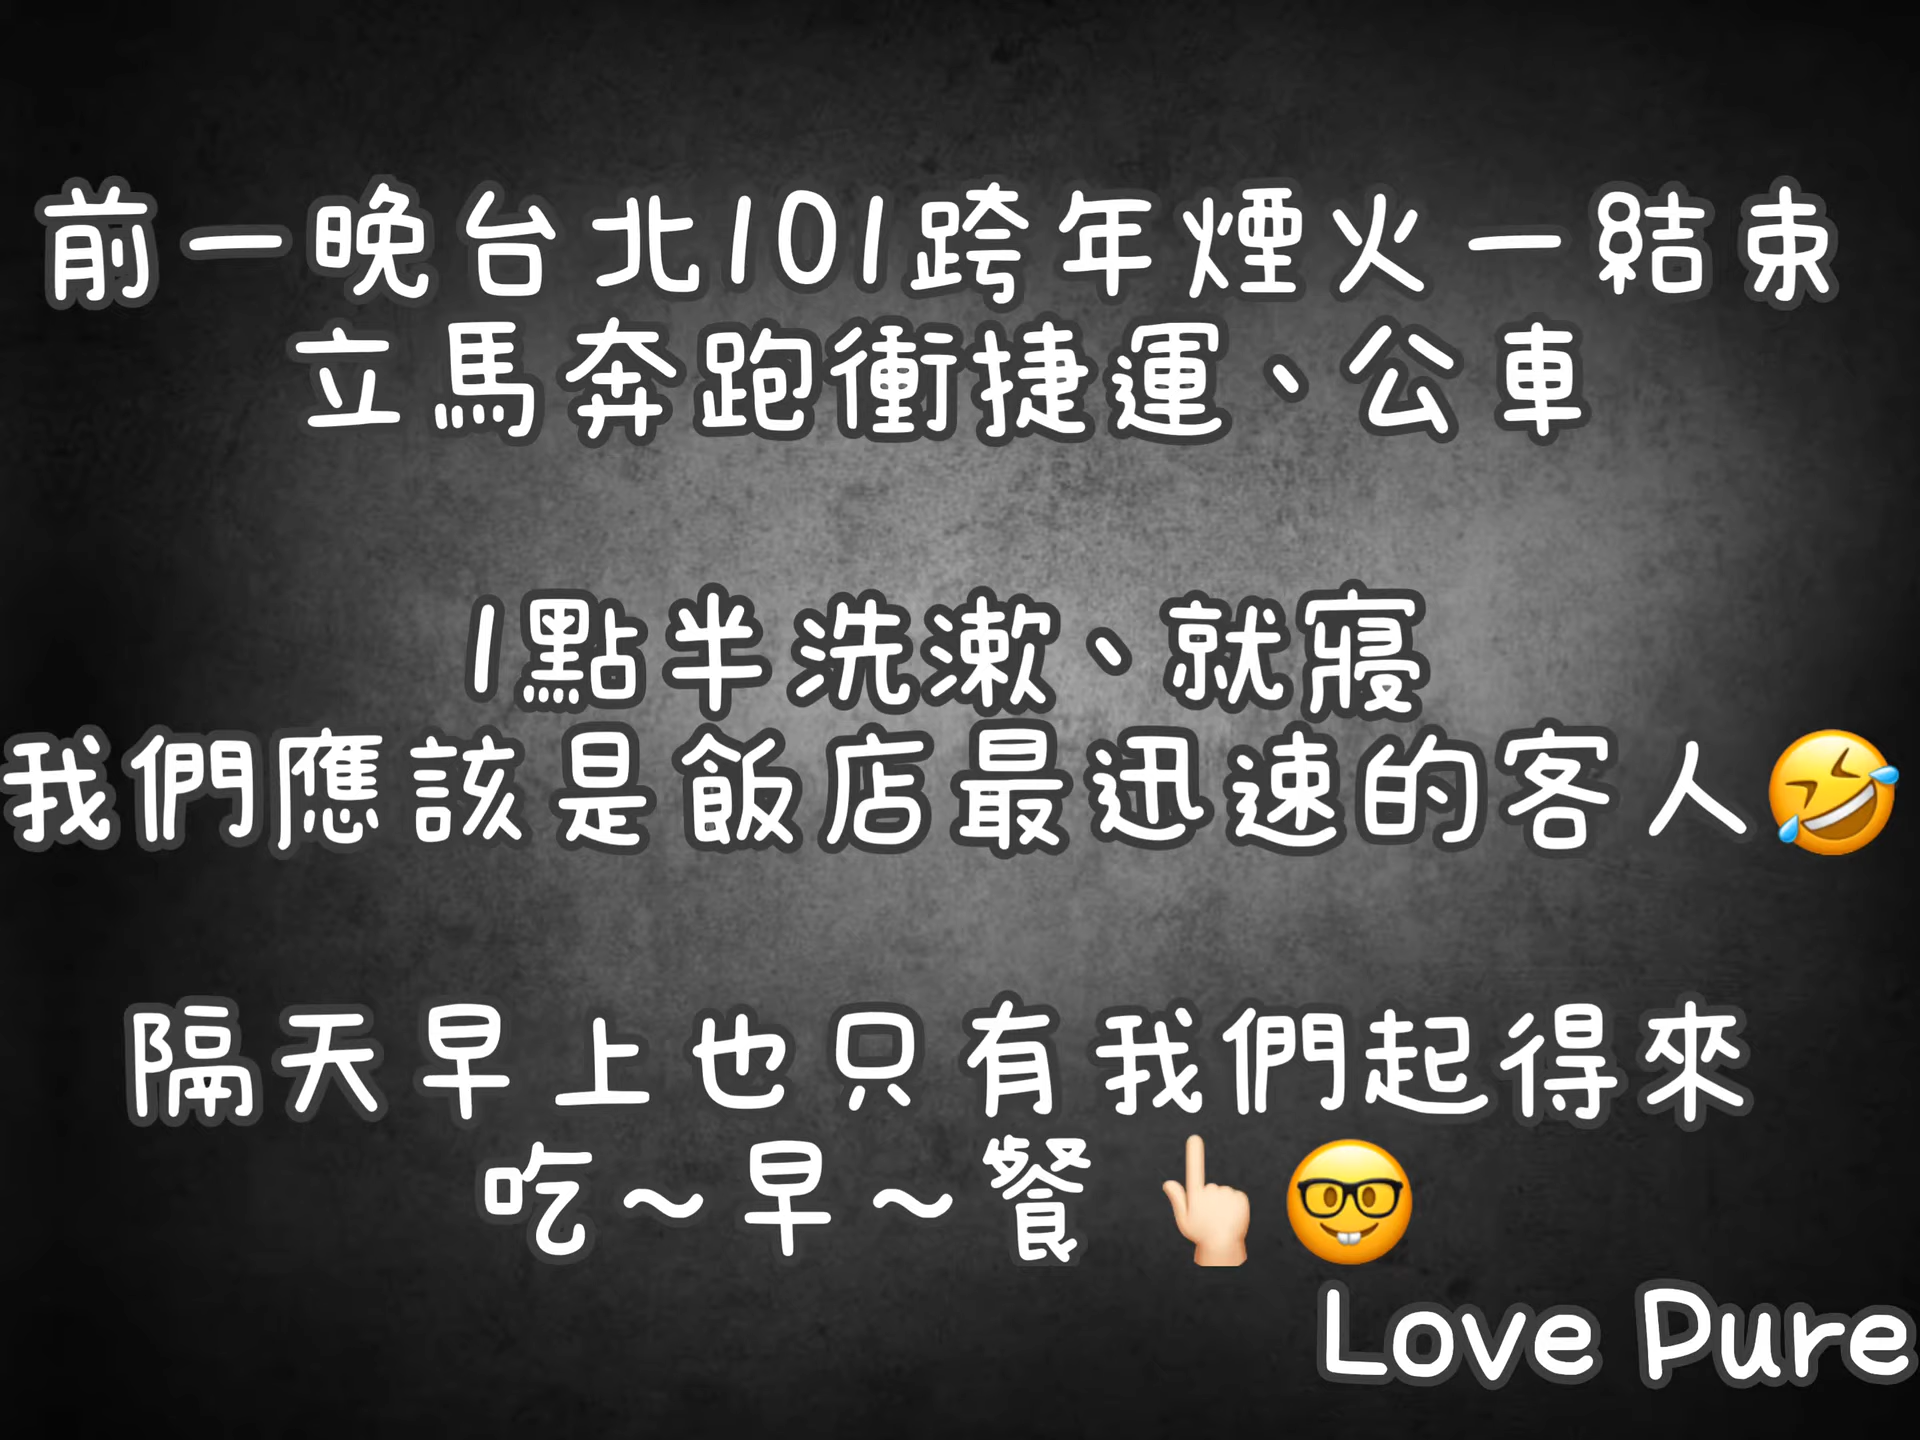 前一晚台北101跨年煙火一結束
立馬奔跑衝捷運、公車
1點半洗漱、就寢
我們應該是飯店最迅速的客人🤣
隔天早上也只有我們起得來
吃~早~餐 👆🏻🤓
Love Pure